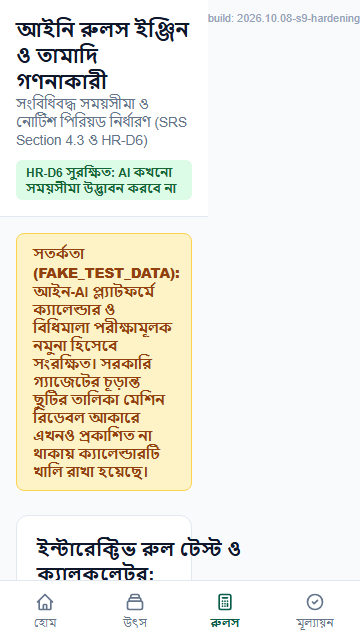 আইনি রুলস ইঞ্জিন
ও তামাদি
গণনাকারী
build: 2026.10.08-s9-hardening
সংবিধিবদ্ধ সময়সীমা ও
নোটিশ পিরিয়ড নির্ধারণ (SRS
Section 4.3 ও HR-D6)
HR-D6 সুরক্ষিত: AI কখনো
সময়সীমা উদ্ভাবন করবে না
সতর্কতা
(FAKE_TEST_DATA):
আইন-AI প্ল্যাটফর্মে
ক্যালেন্ডার ও
বিধিমালা পরীক্ষামূলক
নমুনা হিসেবে
সংরক্ষিত। সরকারি
গ্যাজেটের চূড়ান্ত
ছুটির তালিকা মেশিন
রিডেবল আকারে
এখনও প্রকাশিত না
থাকায় ক্যালেন্ডারটি
খালি রাখা হয়েছে।
ইন্টারেক্টিভ রুল টেস্ট ও
ক্যালকুলেটর:
হোম
উৎস
রুলস
মূল্যায়ন